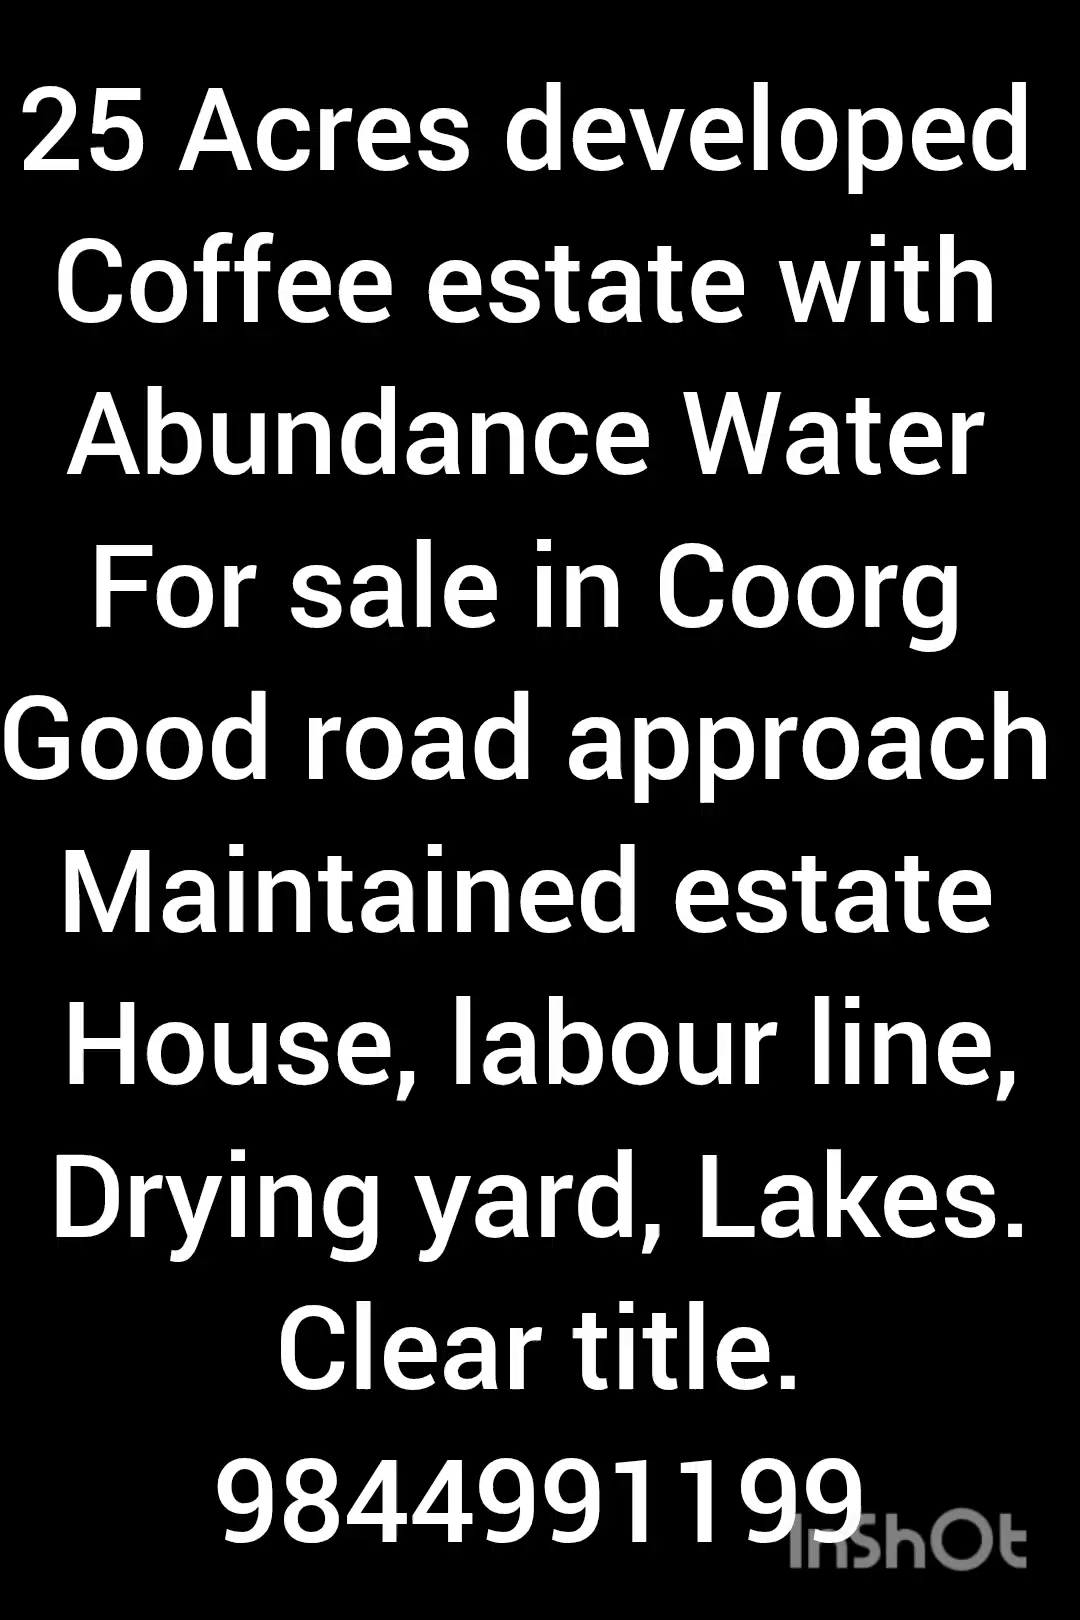 25 Acres developed
Coffee estate with
Abundance Water
For sale in Coorg
Good road approach
Maintained estate
House, labour line,
Drying yard, Lakes.
Clear title.
9844991199
InShOt